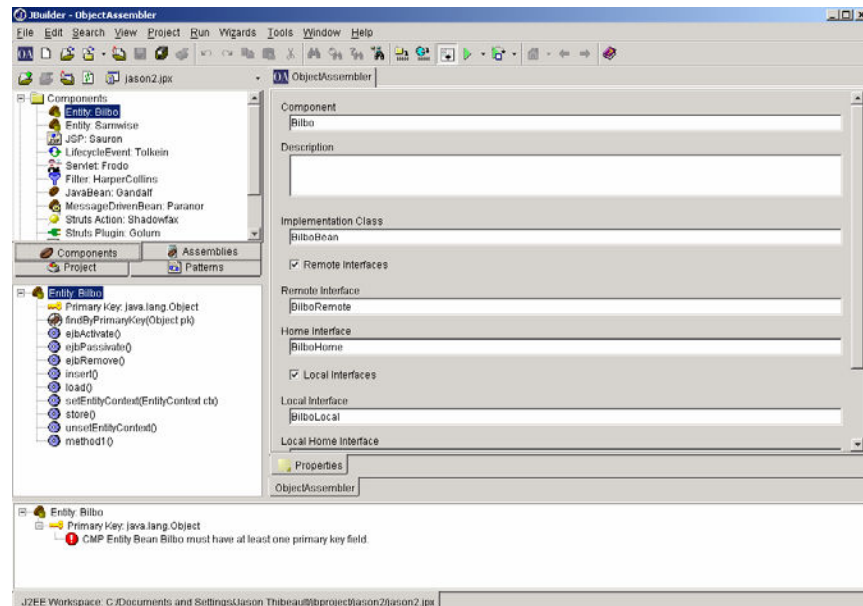 JBuilder - ObjectAssembler
File Edit Search View Project Run Wizards Tools Window Help
OA
jason2.jpx
OA ObjectAssembler
Components
Entity: Bilbo
Entity: Samwise
JSP: Sauron
LifecycleEvent: Tolkein
Servlet: Frodo
Filter: HarperCollins
JavaBean: Gandalf
MessageDrivenBean: Paranor
Struts Action: Shadowfax
Struts Plugin: Golum
Components Assemblies
Project Patterns
Entity: Bilbo
Primary Key: java.lang.Object
findByPrimaryKey(Object pk)
ejbActivate()
ejbPassivate()
ejbRemove()
insert()
load()
setEntityContext(EntityContext ctx)
store()
unsetEntityContext()
method1()
Component
Bilbo
Description
Implementation Class
BilboBean
Remote Interfaces
Remote Interface
BilboRemote
Home Interface
BilboHome
Local Interfaces
Local Interface
BilboLocal
Local Home Interface
Properties
ObjectAssembler
Entity: Bilbo
Primary Key: java.lang.Object
CMP Entity Bean Bilbo must have at least one primary key field.
J2EE Workspace: C:/Documents and Settings/Jason Thibeault/jbproject/jason2/jason2.jpx